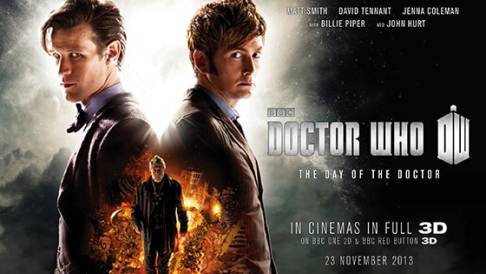 MATT SMITH DAVID TENNANT JENNA COLEMAN
WITH BILLIE PIPER AND JOHN HURT
BBC
DOCTOR WHO DW
THE DAY OF THE DOCTOR
IN CINEMAS IN FULL 3D
ON BBC ONE 2D & BBC RED BUTTON 3D
23 NOVEMBER 2013